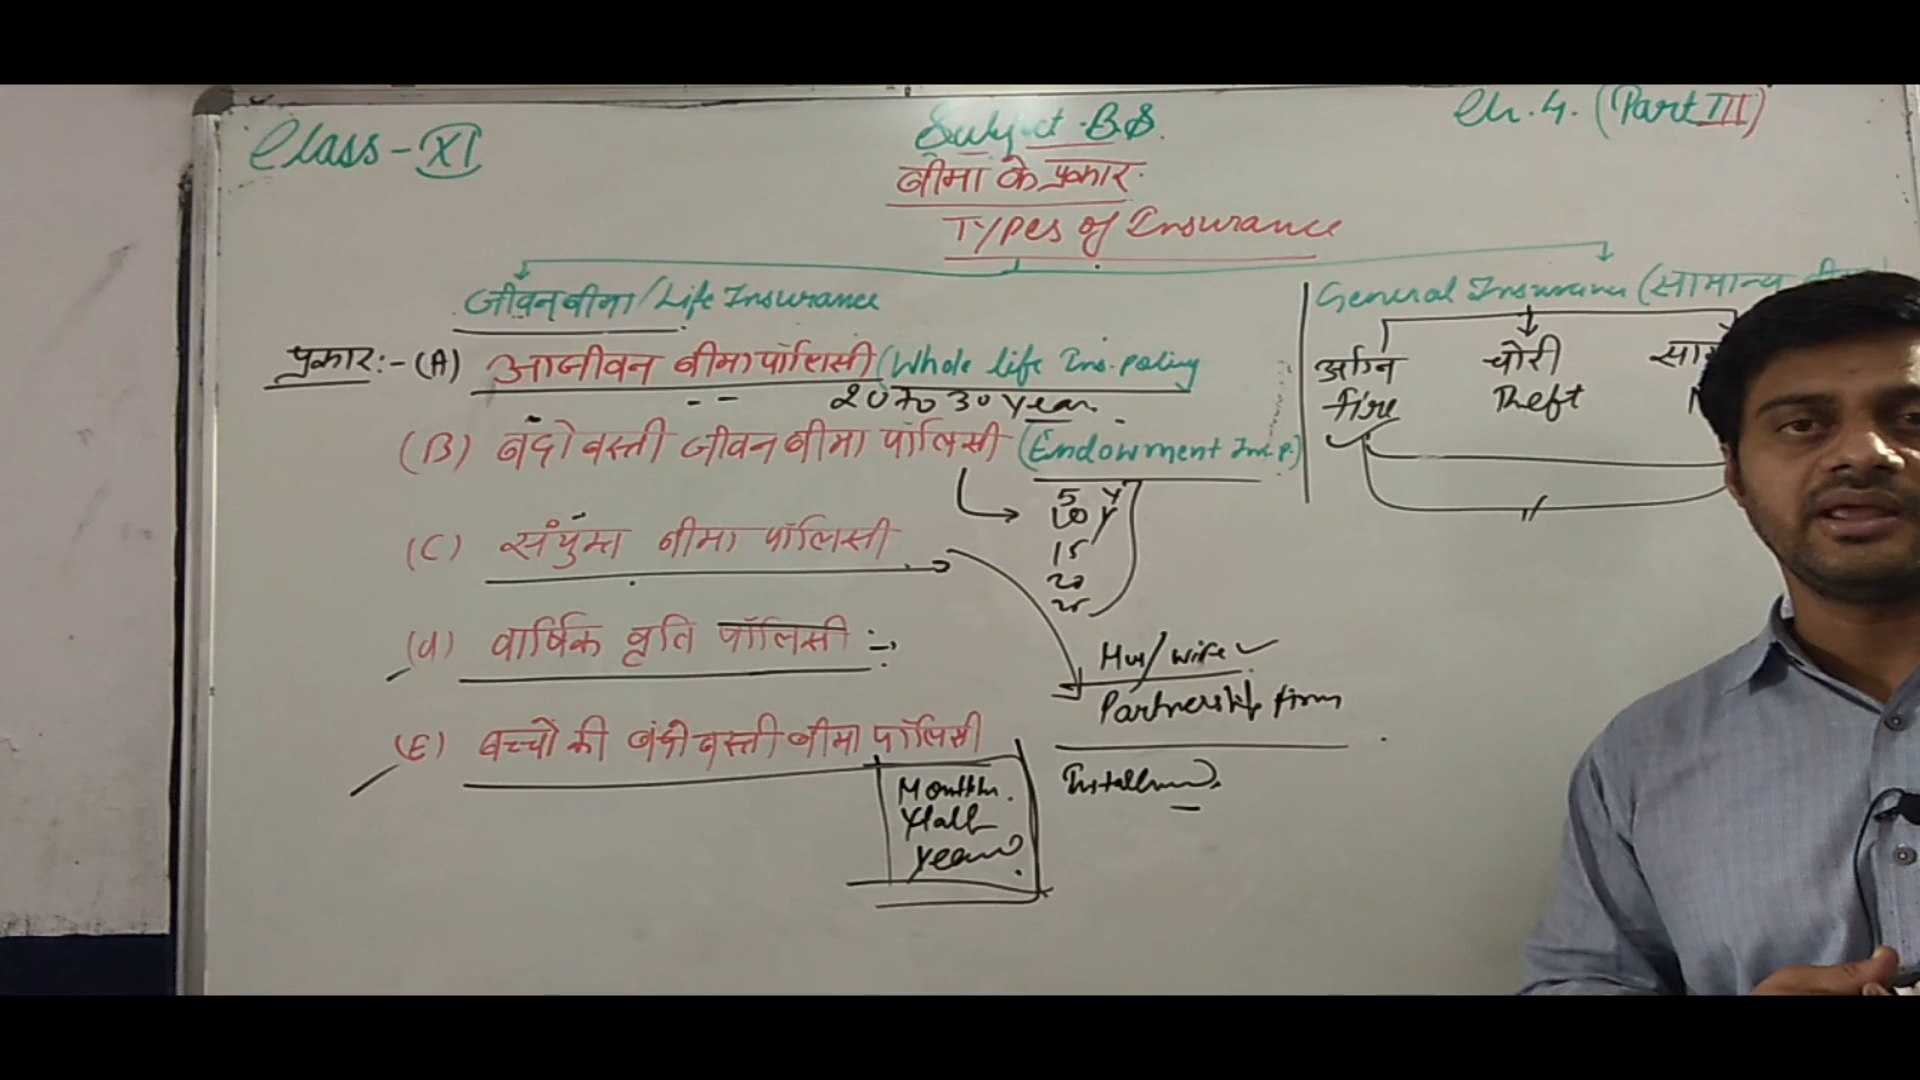 Class - XI
Subject - B.S.
Ch. 4. (Part III)
बीमा के प्रकार
Types of Insurance
जीवन बीमा / Life Insurance
General Insurance (सामान्य
प्रकार :- (A) आजीवन बीमा पॉलिसी (Whole life Ins. policy
20 To 30 year
अग्नि चोरी
fire Theft
(B) बंदोबस्ती जीवन बीमा पॉलिसी (Endowment Ins. P.)
5 Y
10 Y
15
20
25
(C) संयुक्त बीमा पॉलिसी
(D) वार्षिक वृति पॉलिसी :-
Hus/wife
Partnership firm
(E) बच्चों की बंदोबस्ती बीमा पॉलिसी
Month
Half
Year